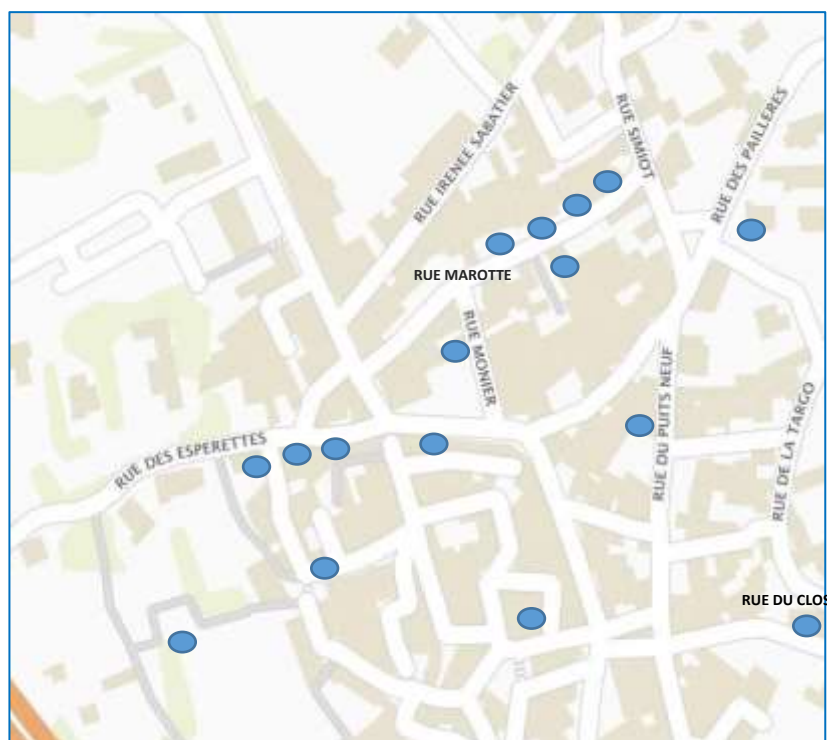 RUE IRENEE SABATIER
RUE SIMIOT
RUE DES PAILLERES
RUE MAROTTE
RUE MONIER
RUE DES ESPERETTES
RUE DU PUITS NEUF
RUE DE LA TARGO
RUE DU CLOS